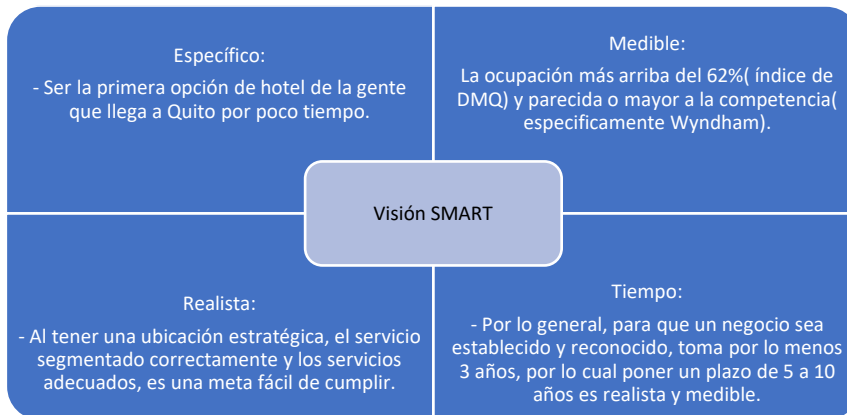 Específico:
- Ser la primera opción de hotel de la gente
que llega a Quito por poco tiempo.
Medible:
La ocupación más arriba del 62%( índice de
DMQ) y parecida o mayor a la competencia(
especificamente Wyndham).
Visión SMART
Realista:
- Al tener una ubicación estratégica, el servicio
segmentado correctamente y los servicios
adecuados, es una meta fácil de cumplir.
Tiempo:
- Por lo general, para que un negocio sea
establecido y reconocido, toma por lo menos
3 años, por lo cual poner un plazo de 5 a 10
años es realista y medible.